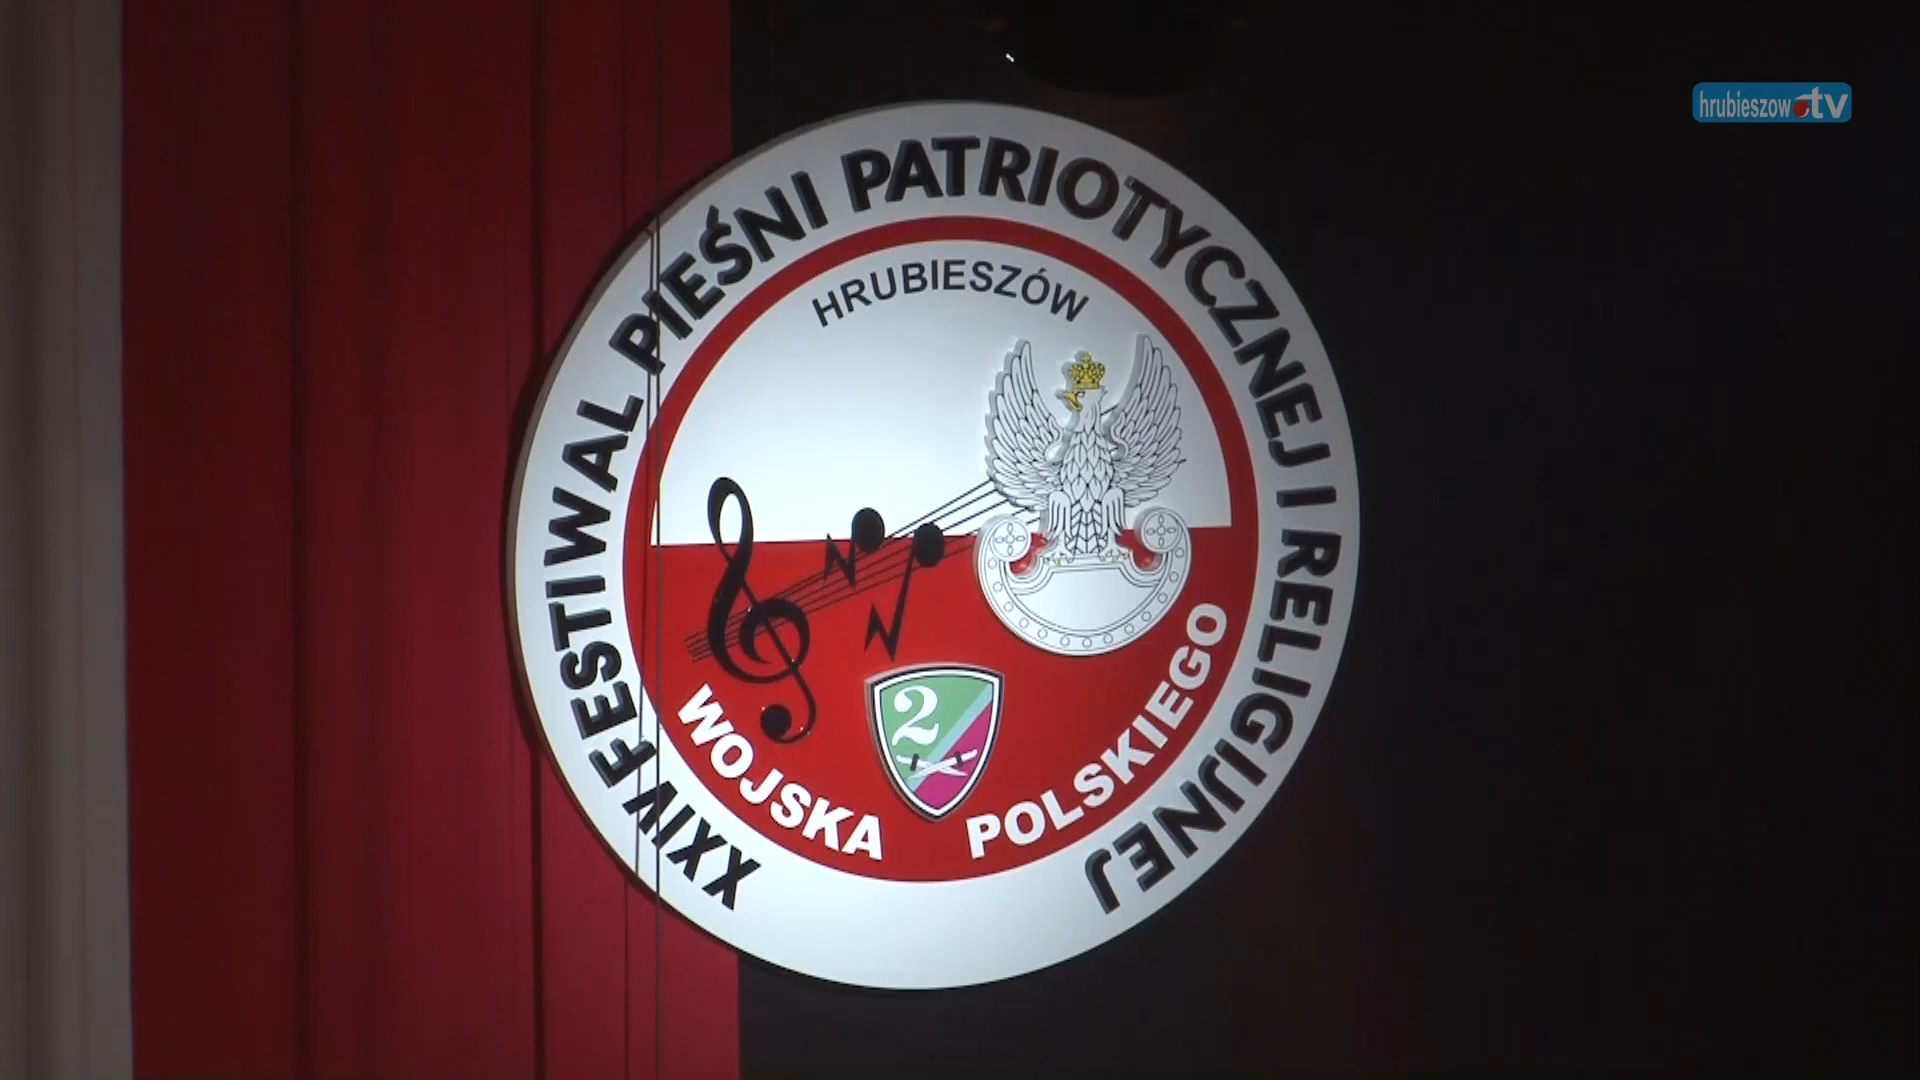 hrubieszow.tv
XXIV FESTIWAL PIEŚNI PATRIOTYCZNEJ I RELIGIJNEJ
HRUBIESZÓW
2
WOJSKA POLSKIEGO